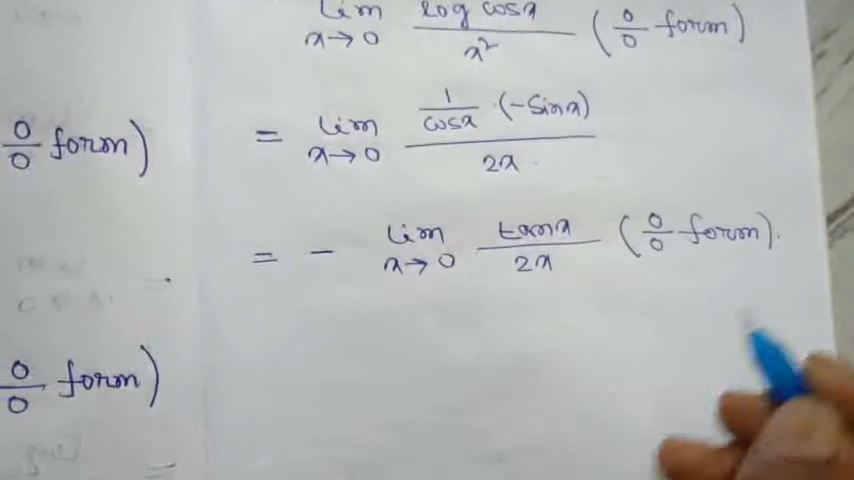 lim x→0 log cosx / x² (0/0 form)
0/0 form)
= lim x→0 1/cosx ·(-Sinx) / 2x
= - lim x→0 tanx / 2x (0/0 form).
0/0 form)
=